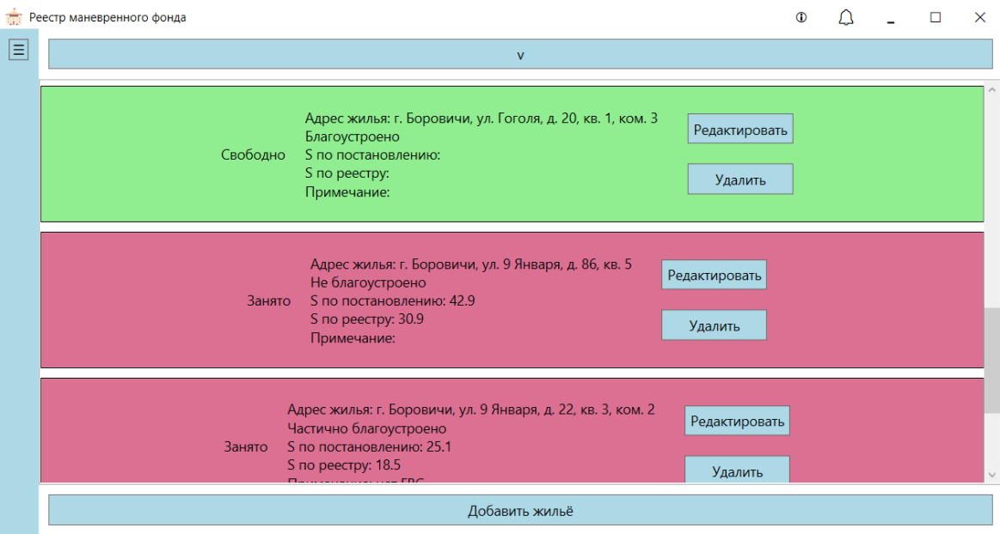 Реестр маневренного фонда
v
Адрес жилья: г. Боровичи, ул. Гоголя, д. 20, кв. 1, ком. 3
Благоустроено
Свободно
S по постановлению:
S по реестру:
Примечание:
Редактировать
Удалить
Адрес жилья: г. Боровичи, ул. 9 Января, д. 86, кв. 5
Не благоустроено
Занято
S по постановлению: 42.9
S по реестру: 30.9
Примечание:
Редактировать
Удалить
Адрес жилья: г. Боровичи, ул. 9 Января, д. 22, кв. 3, ком. 2
Частично благоустроено
Занято
S по постановлению: 25.1
S по реестру: 18.5
Примечание: нет ГВС
Редактировать
Удалить
Добавить жильё